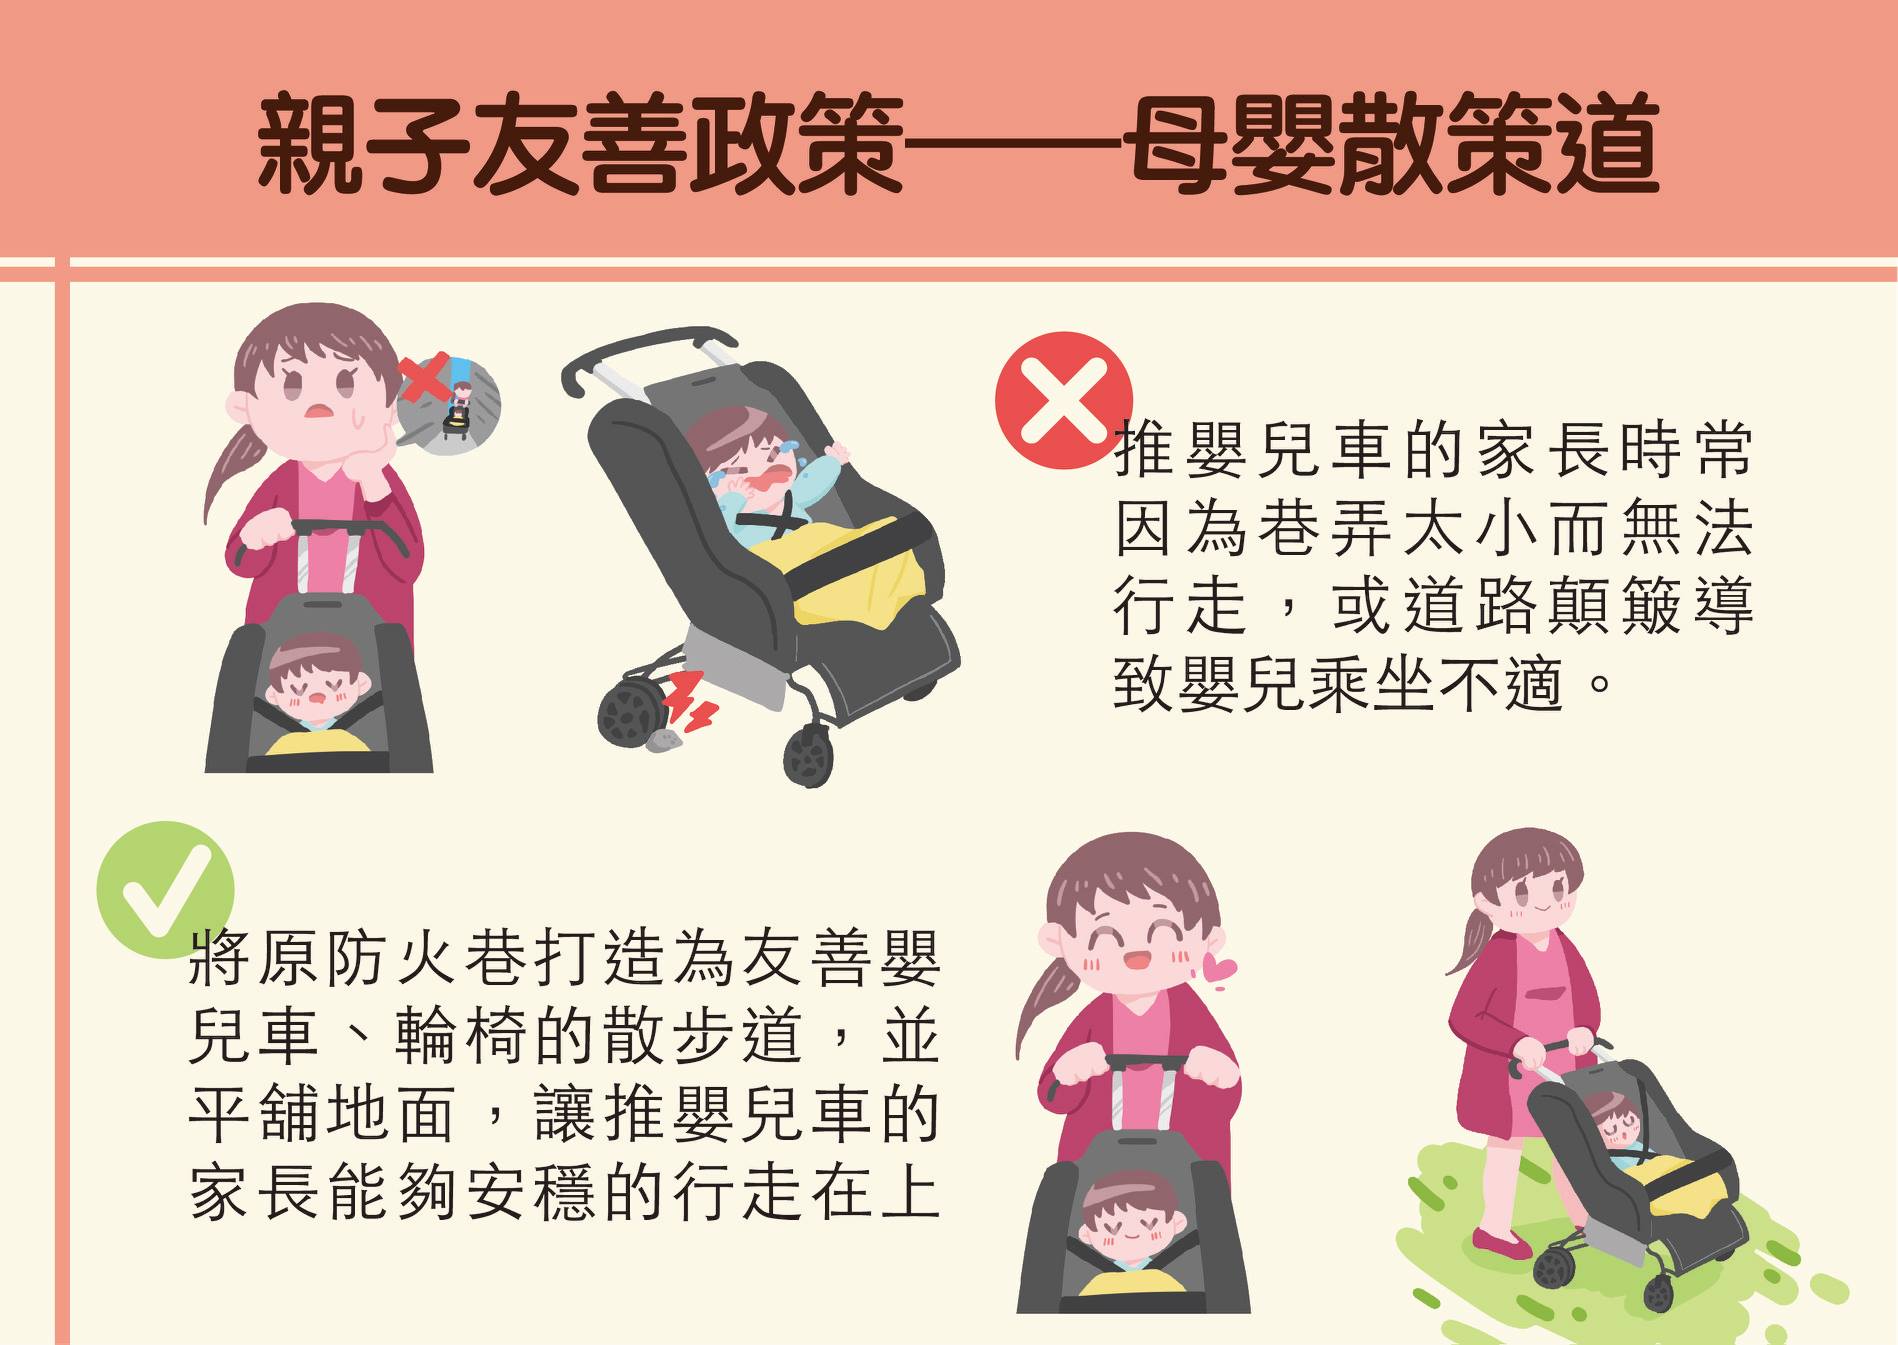 親子友善政策——母嬰散策道
推嬰兒車的家長時常
因為巷弄太小而無法
行走，或道路顛簸導
致嬰兒乘坐不適。
將原防火巷打造為友善嬰
兒車、輪椅的散步道，並
平舖地面，讓推嬰兒車的
家長能夠安穩的行走在上